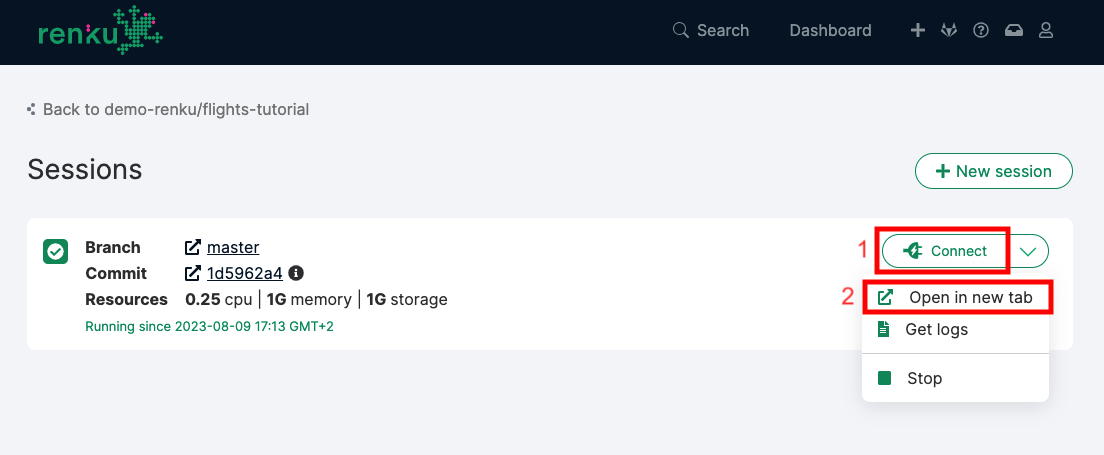 renku
Search Dashboard
Back to demo-renku/flights-tutorial
Sessions
New session
Branch master
1 Connect
Commit 1d5962a4
Resources 0.25 cpu | 1G memory | 1G storage
2 Open in new tab
Running since 2023-08-09 17:13 GMT+2
Get logs
Stop